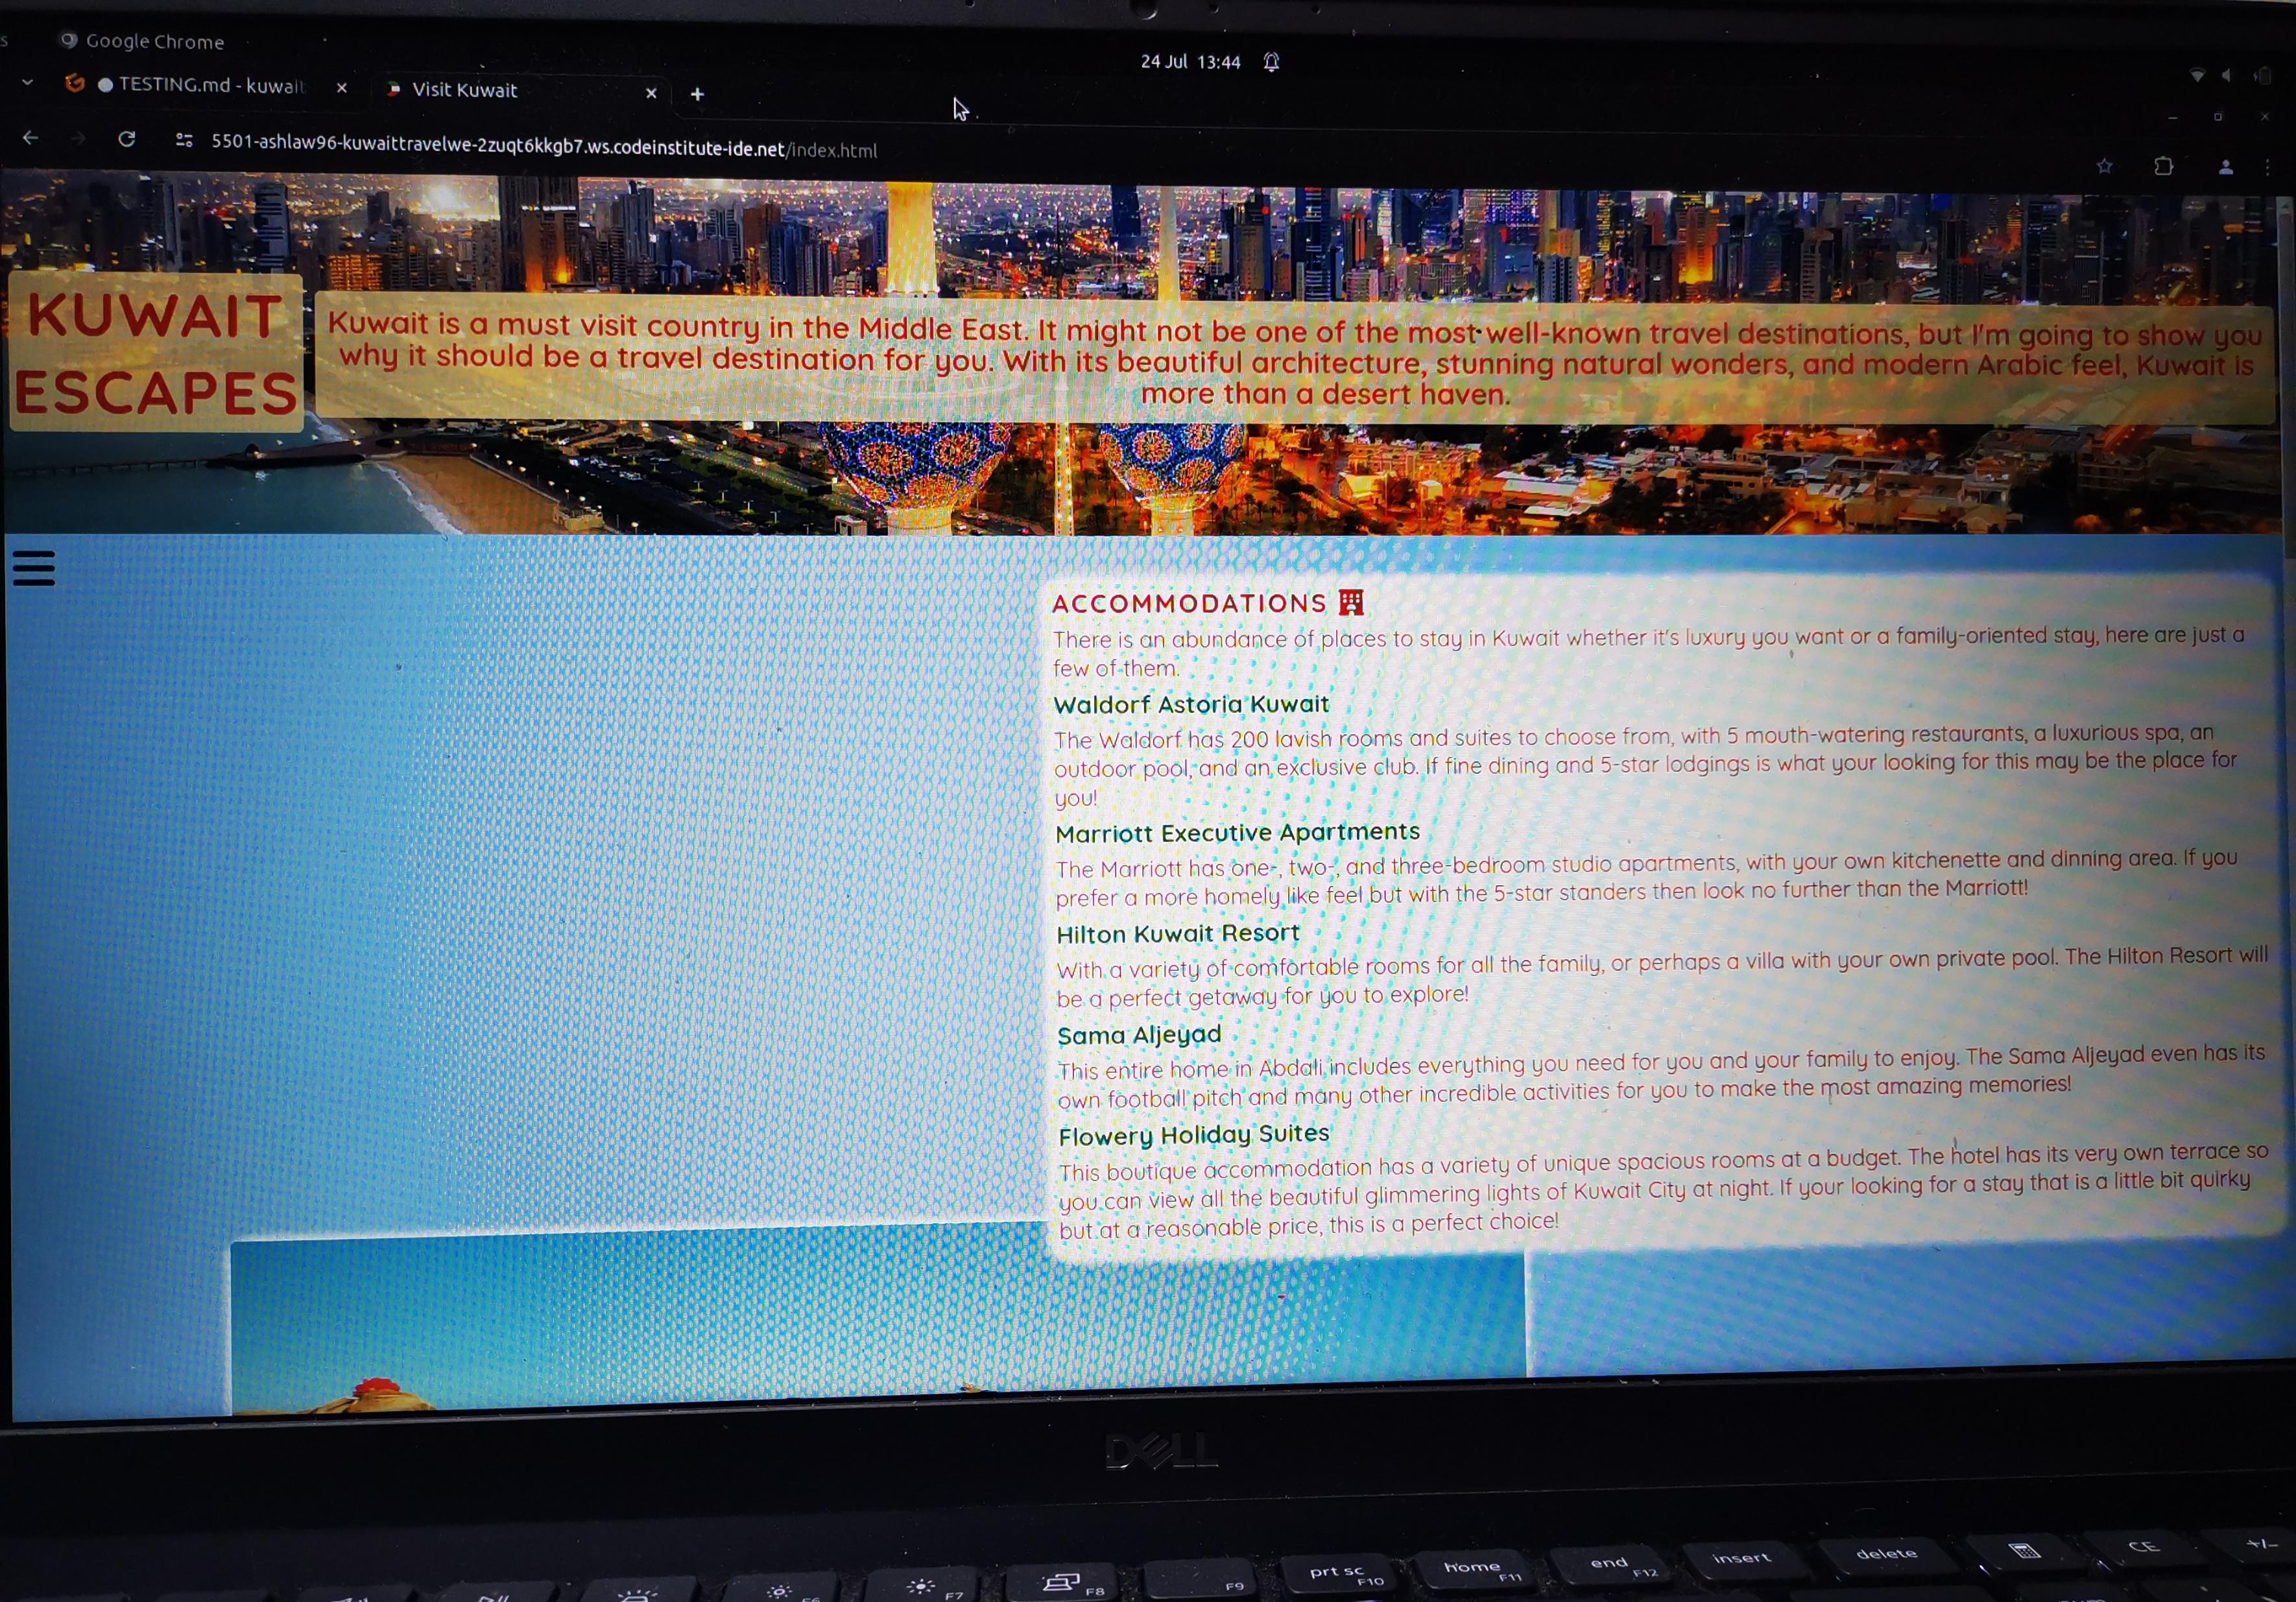 Google Chrome
24 Jul 13:44
TESTING.md - kuwait
Visit Kuwait
5501-ashlaw96-kuwaittravelwe-2zuqt6kkgb7.ws.codeinstitute-ide.net/index.html
KUWAIT
ESCAPES
Kuwait is a must visit country in the Middle East. It might not be one of the most well-known travel destinations, but I'm going to show you
why it should be a travel destination for you. With its beautiful architecture, stunning natural wonders, and modern Arabic feel, Kuwait is
more than a desert haven.
ACCOMMODATIONS
There is an abundance of places to stay in Kuwait whether it's luxury you want or a family-oriented stay, here are just a
few of them.
Waldorf Astoria Kuwait
The Waldorf has 200 lavish rooms and suites to choose from, with 5 mouth-watering restaurants, a luxurious spa, an
outdoor pool, and an exclusive club. If fine dining and 5-star lodgings is what your looking for this may be the place for
you!
Marriott Executive Apartments
The Marriott has one-, two-, and three-bedroom studio apartments, with your own kitchenette and dinning area. If you
prefer a more homely like feel but with the 5-star standers then look no further than the Marriott!
Hilton Kuwait Resort
With a variety of comfortable rooms for all the family, or perhaps a villa with your own private pool. The Hilton Resort will
be a perfect getaway for you to explore!
Sama Aljeyad
This entire home in Abdali includes everything you need for you and your family to enjoy. The Sama Aljeyad even has its
own football pitch and many other incredible activities for you to make the most amazing memories!
Flowery Holiday Suites
This boutique accommodation has a variety of unique spacious rooms at a budget. The hotel has its very own terrace so
you can view all the beautiful glimmering lights of Kuwait City at night. If your looking for a stay that is a little bit quirky
but at a reasonable price, this is a perfect choice!
DELL
prt sc home end insert delete CE +/-
F7 F8 F9 F10 F11 F12